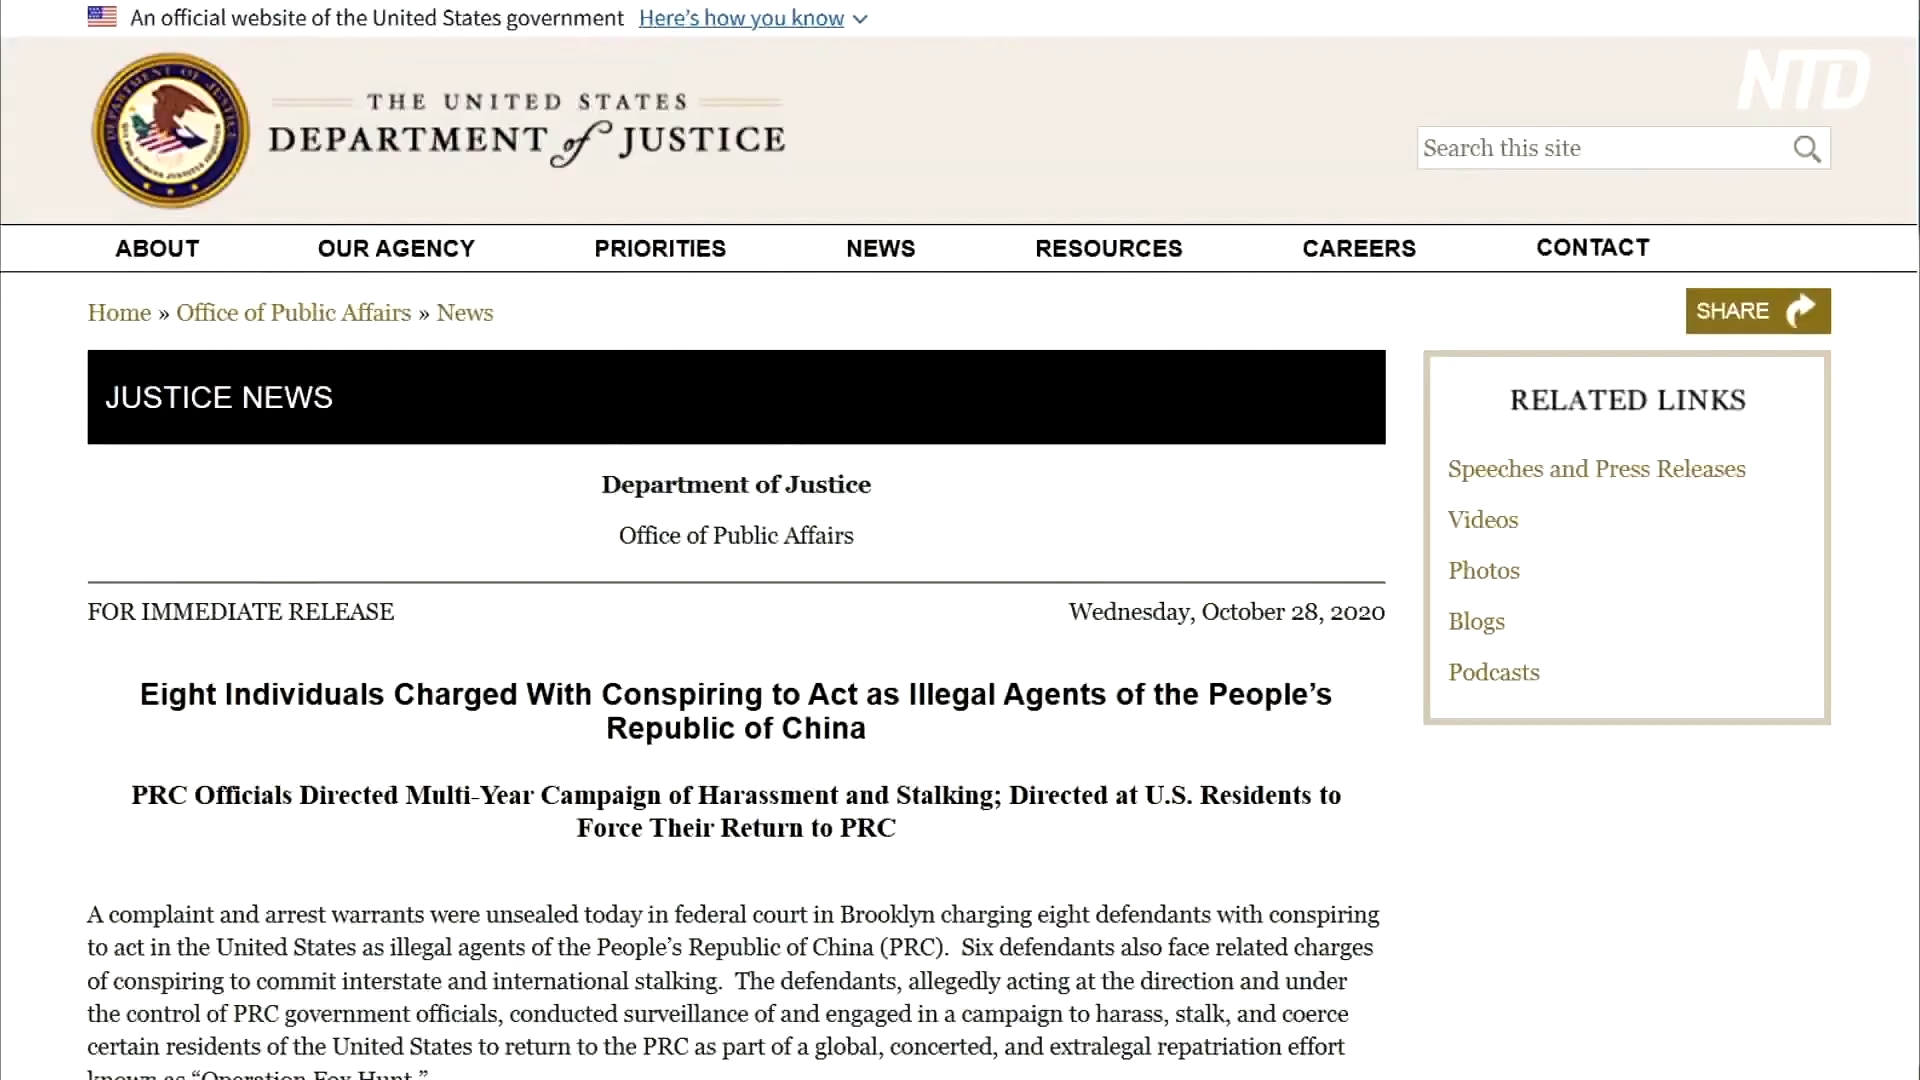 An official website of the United States government Here's how you know
NTD
THE UNITED STATES
DEPARTMENT of JUSTICE
Search this site
ABOUT OUR AGENCY PRIORITIES NEWS RESOURCES CAREERS CONTACT
Home » Office of Public Affairs » News
SHARE
JUSTICE NEWS
Department of Justice
Office of Public Affairs
FOR IMMEDIATE RELEASE Wednesday, October 28, 2020
Eight Individuals Charged With Conspiring to Act as Illegal Agents of the People’s
Republic of China
PRC Officials Directed Multi-Year Campaign of Harassment and Stalking; Directed at U.S. Residents to
Force Their Return to PRC
A complaint and arrest warrants were unsealed today in federal court in Brooklyn charging eight defendants with conspiring
to act in the United States as illegal agents of the People’s Republic of China (PRC).  Six defendants also face related charges
of conspiring to commit interstate and international stalking.  The defendants, allegedly acting at the direction and under
the control of PRC government officials, conducted surveillance of and engaged in a campaign to harass, stalk, and coerce
certain residents of the United States to return to the PRC as part of a global, concerted, and extralegal repatriation effort
known as “Operation Fox Hunt.”
RELATED LINKS
Speeches and Press Releases
Videos
Photos
Blogs
Podcasts